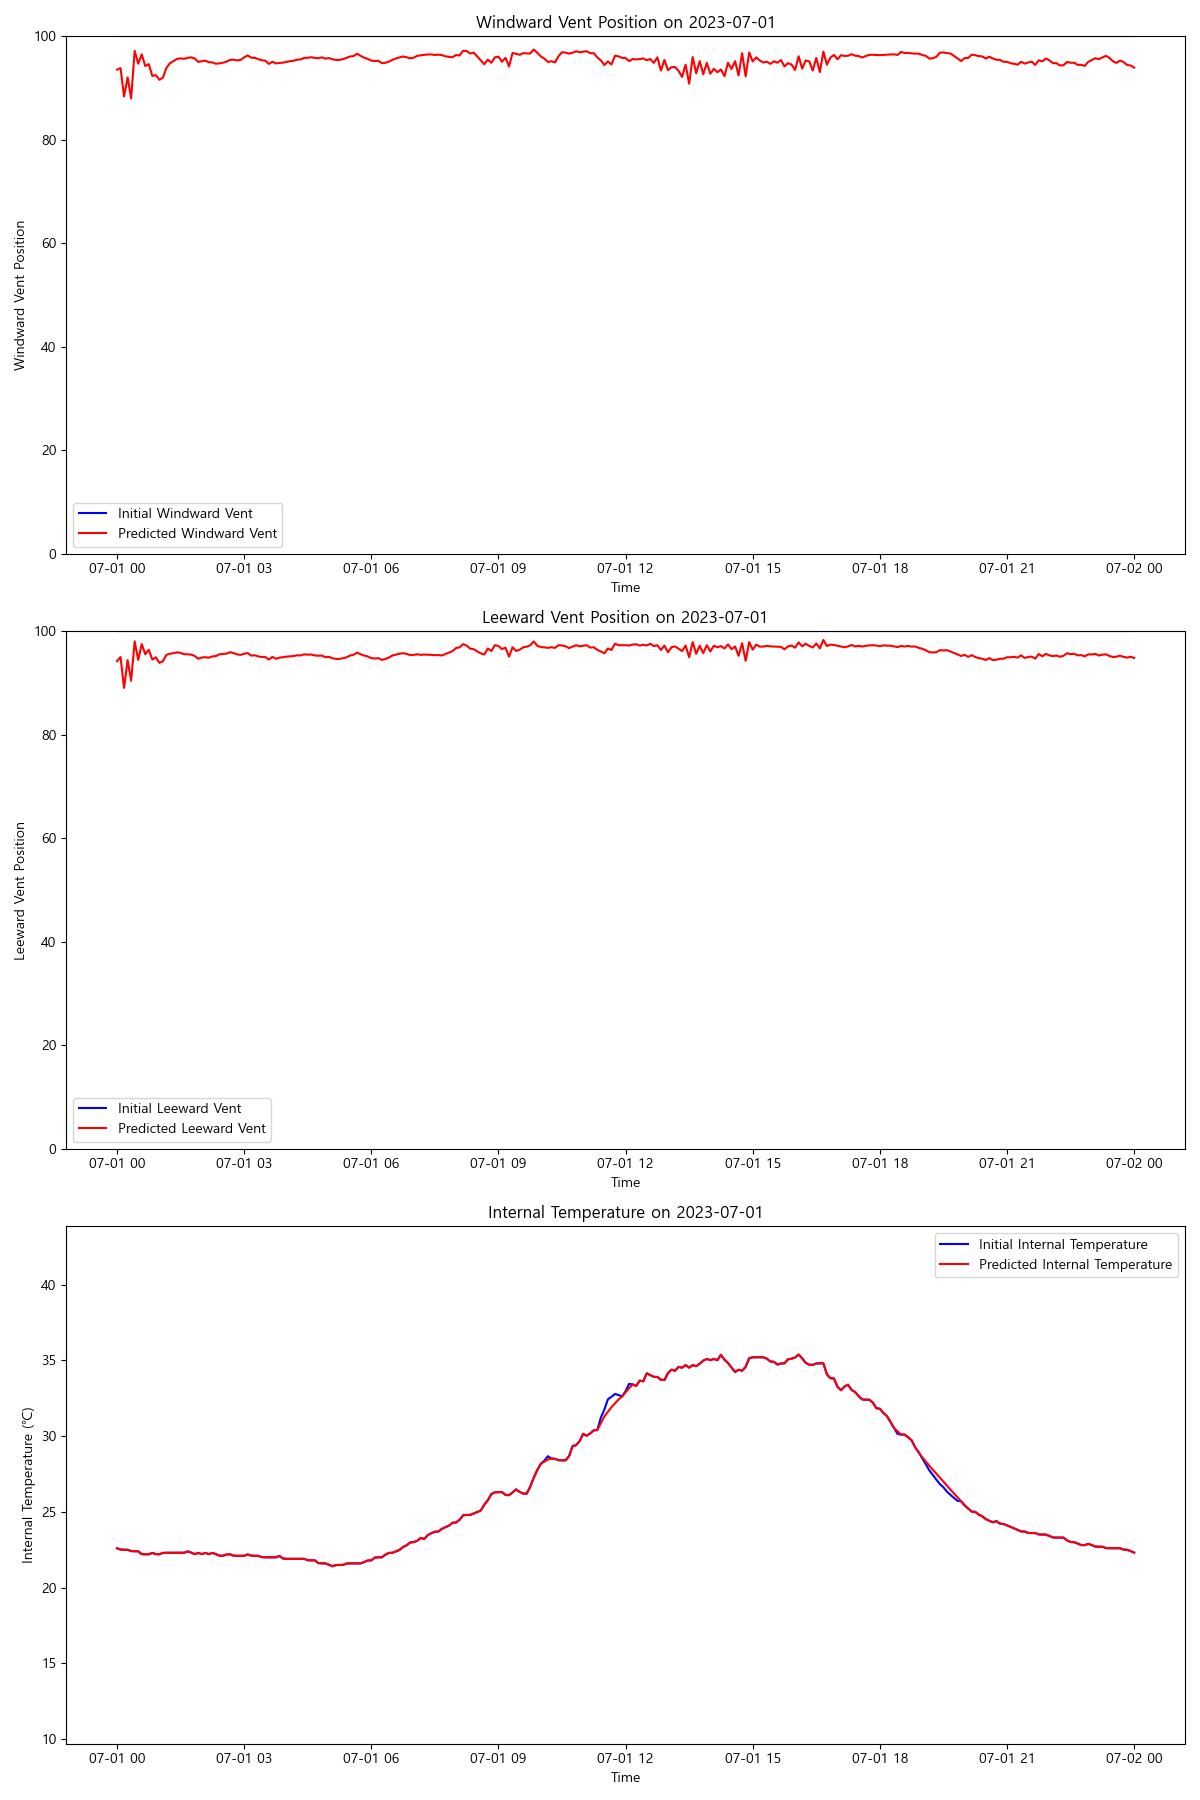 Windward Vent Position on 2023-07-01
100
80
60
40
20
0
Windward Vent Position
Initial Windward Vent
Predicted Windward Vent
07-01 00 07-01 03 07-01 06 07-01 09 07-01 12 07-01 15 07-01 18 07-01 21 07-02 00
Time
Leeward Vent Position on 2023-07-01
100
80
60
40
20
0
Leeward Vent Position
Initial Leeward Vent
Predicted Leeward Vent
07-01 00 07-01 03 07-01 06 07-01 09 07-01 12 07-01 15 07-01 18 07-01 21 07-02 00
Time
Internal Temperature on 2023-07-01
Initial Internal Temperature
Predicted Internal Temperature
40
35
30
25
20
15
10
Internal Temperature (℃)
07-01 00 07-01 03 07-01 06 07-01 09 07-01 12 07-01 15 07-01 18 07-01 21 07-02 00
Time